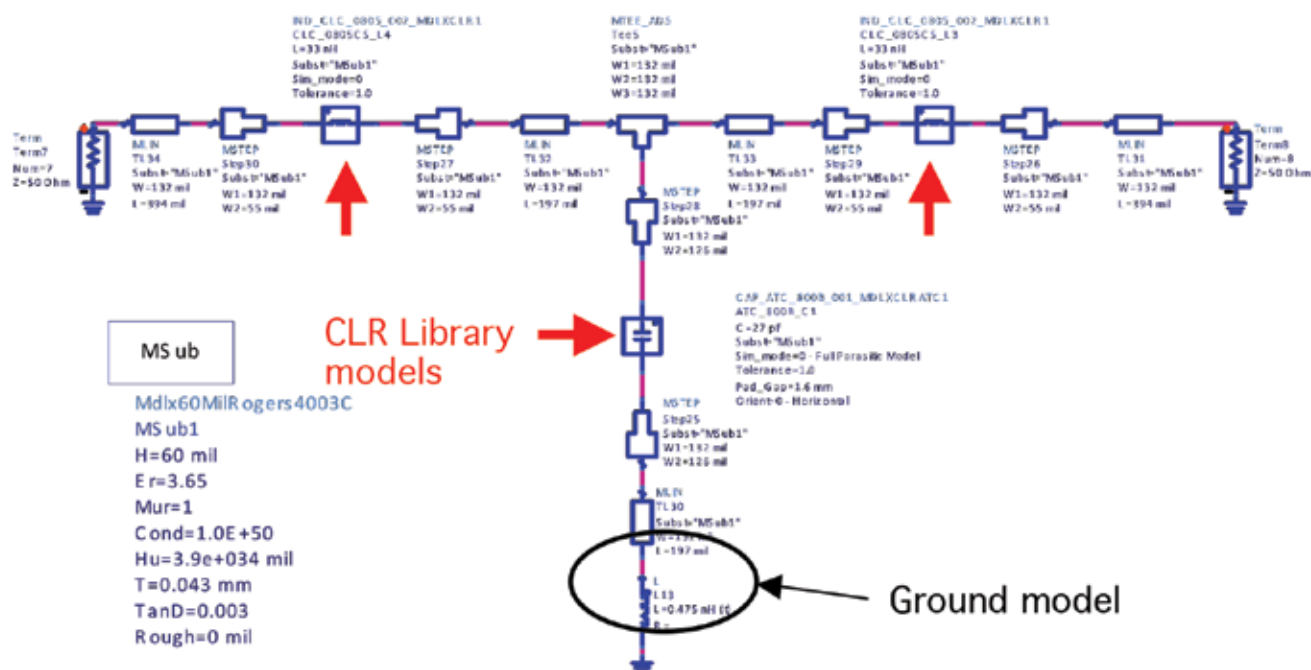 IND_CLC_0805_002_MDLXCLR1
CLC_0805CS_L4
L=33 nH
Subst="MSub1"
Sim_mode=0
Tolerance=1.0
MTEE_ADS
Tee5
Subst="MSub1"
W1=132 mil
W2=132 mil
W3=132 mil
IND_CLC_0805_002_MDLXCLR1
CLC_0805CS_L3
L=33 nH
Subst="MSub1"
Sim_mode=0
Tolerance=1.0
Term
Term7
Num=7
Z=50 Ohm
MLIN
TL34
Subst="MSub1"
W=132 mil
L=394 mil
MSTEP
Step30
Subst="MSub1"
W1=132 mil
W2=55 mil
MSTEP
Step27
Subst="MSub1"
W1=132 mil
W2=55 mil
MLIN
TL32
Subst="MSub1"
W=132 mil
L=197 mil
MLIN
TL33
Subst="MSub1"
W=132 mil
L=197 mil
MSTEP
Step29
Subst="MSub1"
W1=132 mil
W2=55 mil
MSTEP
Step26
Subst="MSub1"
W1=132 mil
W2=55 mil
MLIN
TL31
Subst="MSub1"
W=132 mil
L=394 mil
Term
Term8
Num=8
Z=50 Ohm
MSTEP
Step28
Subst="MSub1"
W1=132 mil
W2=126 mil
CLR Library
models
CAP_ATC_800B_001_MDLXCLRATC1
C=27 pf
Subst="MSub1"
Sim_mode=0 - Full Parasitic Model
Tolerance=1.0
Pad_Gap=1.6 mm
Orient=0 - Horizontal
MSub
Mdlx60MilRogers4003C
MSub1
H=60 mil
Er=3.65
Mur=1
Cond=1.0E+50
Hu=3.9e+034 mil
T=0.043 mm
TanD=0.003
Rough=0 mil
MSTEP
Step25
Subst="MSub1"
W1=132 mil
W2=126 mil
MLIN
TL30
Subst="MSub1"
L=197 mil
L
L13
L=0.475 nH {t}
R=
Ground model